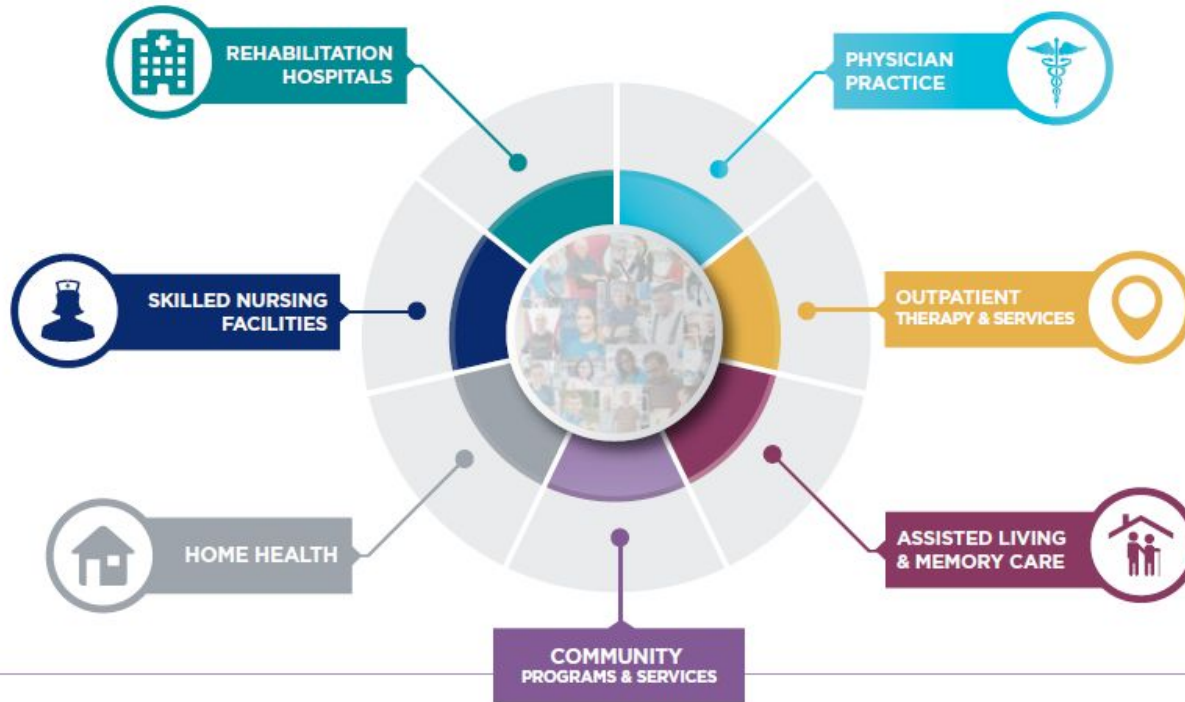 REHABILITATION
HOSPITALS
PHYSICIAN
PRACTICE
SKILLED NURSING
FACILITIES
OUTPATIENT
THERAPY & SERVICES
HOME HEALTH
ASSISTED LIVING
& MEMORY CARE
COMMUNITY
PROGRAMS & SERVICES